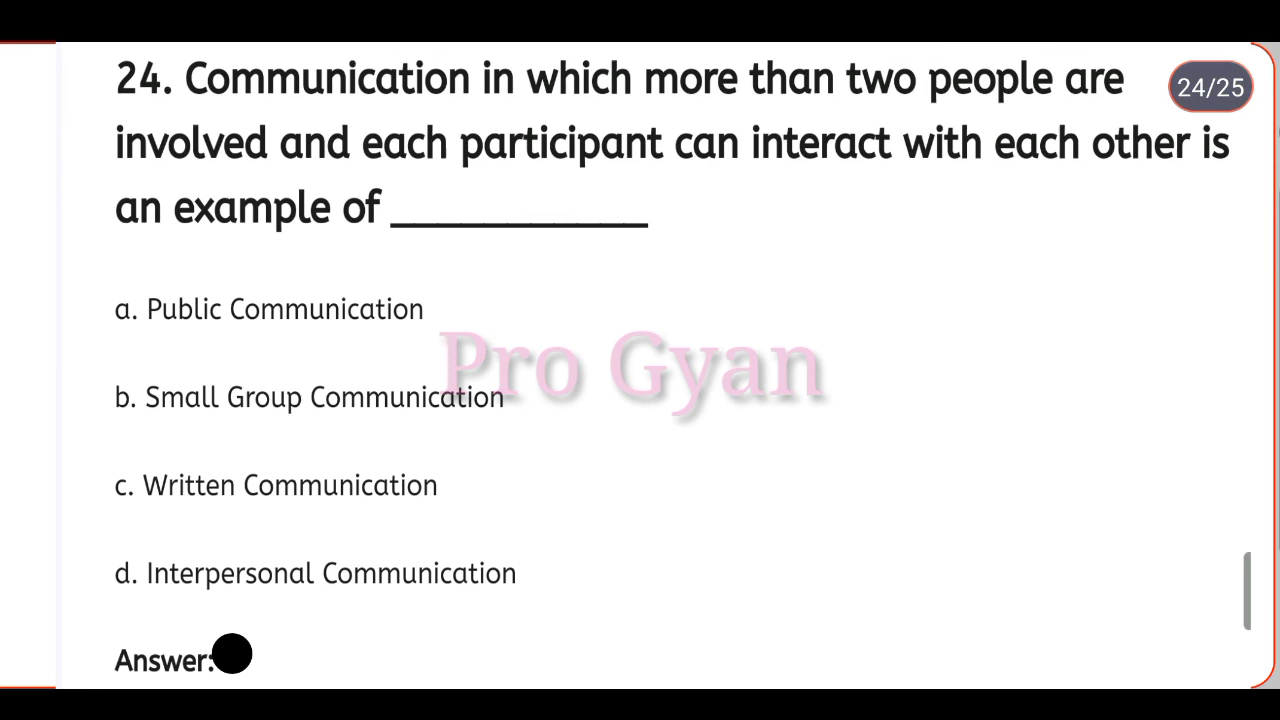 24. Communication in which more than two people are
24/25
involved and each participant can interact with each other is
an example of ___________
a. Public Communication
Pro Gyan
b. Small Group Communication
c. Written Communication
d. Interpersonal Communication
Answer: